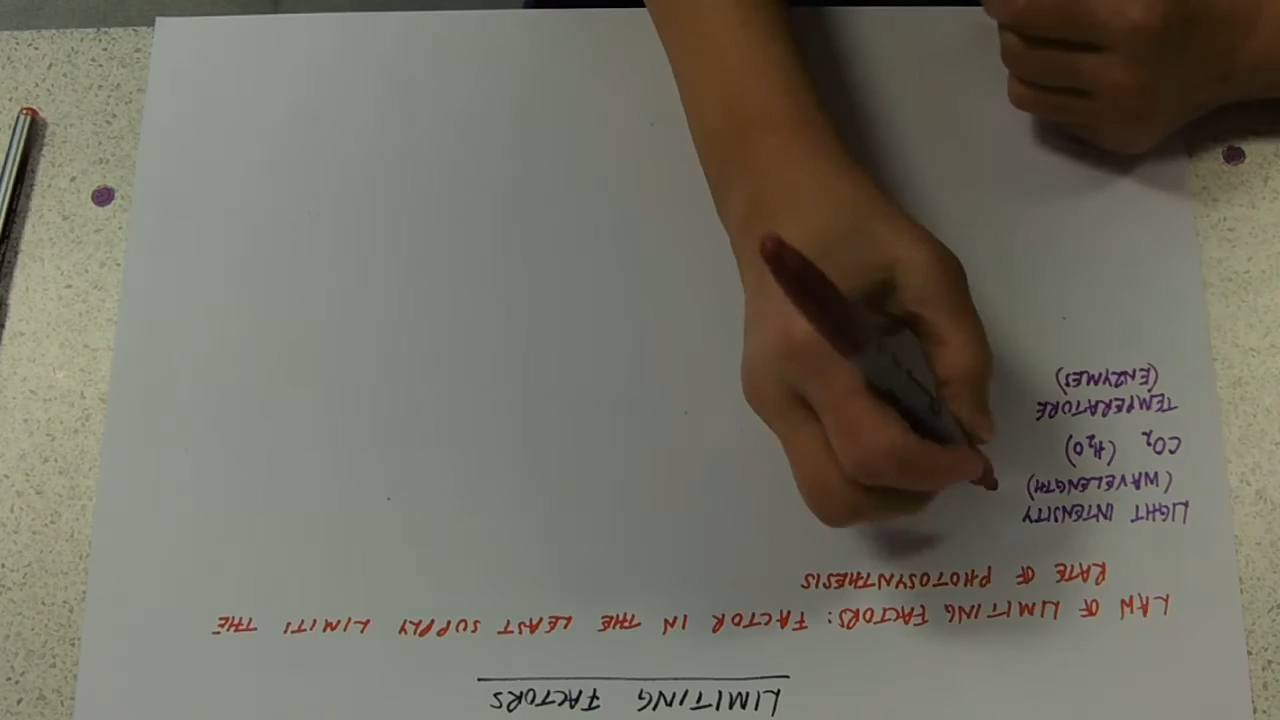 LIMITING FACTORS
LAW OF LIMITING FACTORS: FACTOR IN THE LEAST SUPPLY LIMITS THE
RATE OF PHOTOSYNTHESIS
LIGHT INTENSITY
(WAVELENGTH)
CO₂ (H₂O)
TEMPERATURE
(ENZYMES)